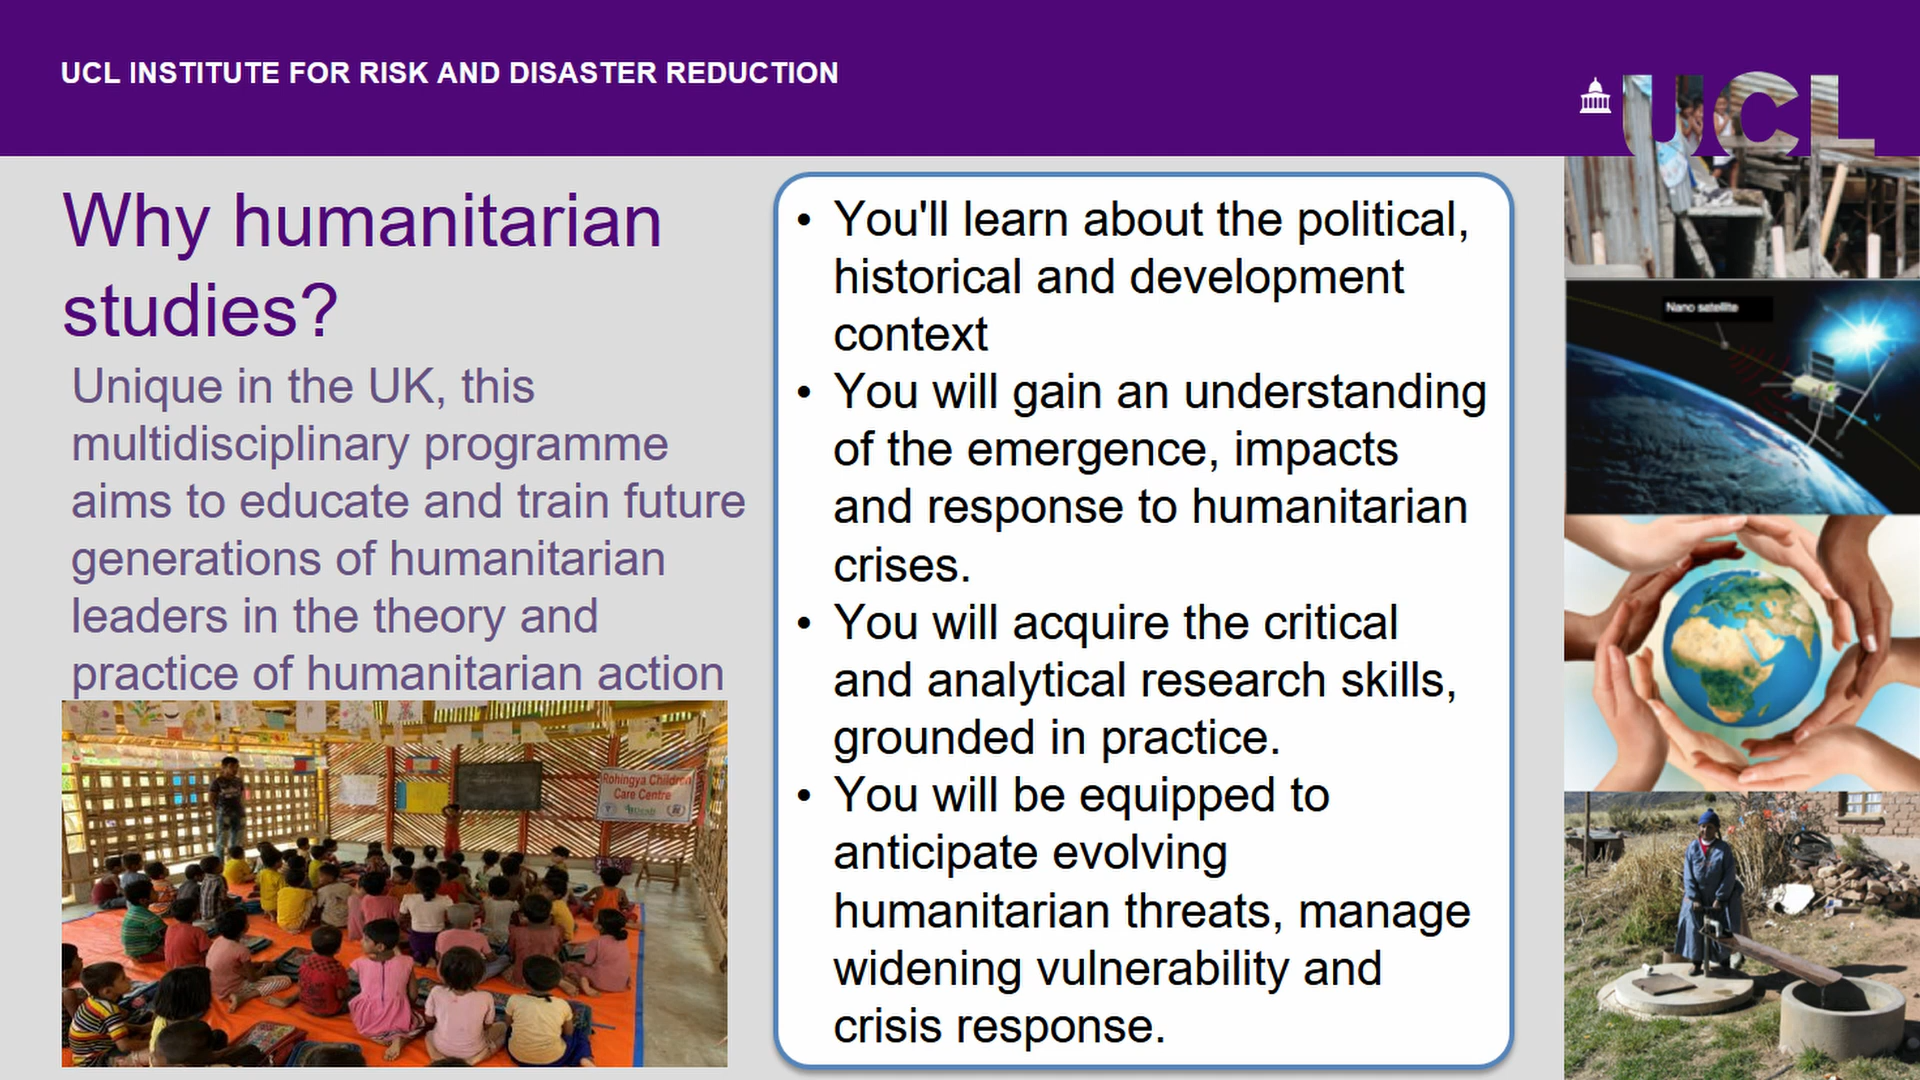 UCL INSTITUTE FOR RISK AND DISASTER REDUCTION
UCL
Why humanitarian
studies?
Unique in the UK, this
multidisciplinary programme
aims to educate and train future
generations of humanitarian
leaders in the theory and
practice of humanitarian action
Rohingya Children
Care Centre
• You'll learn about the political,
historical and development
context
• You will gain an understanding
of the emergence, impacts
and response to humanitarian
crises.
• You will acquire the critical
and analytical research skills,
grounded in practice.
• You will be equipped to
anticipate evolving
humanitarian threats, manage
widening vulnerability and
crisis response.
Nano satellite